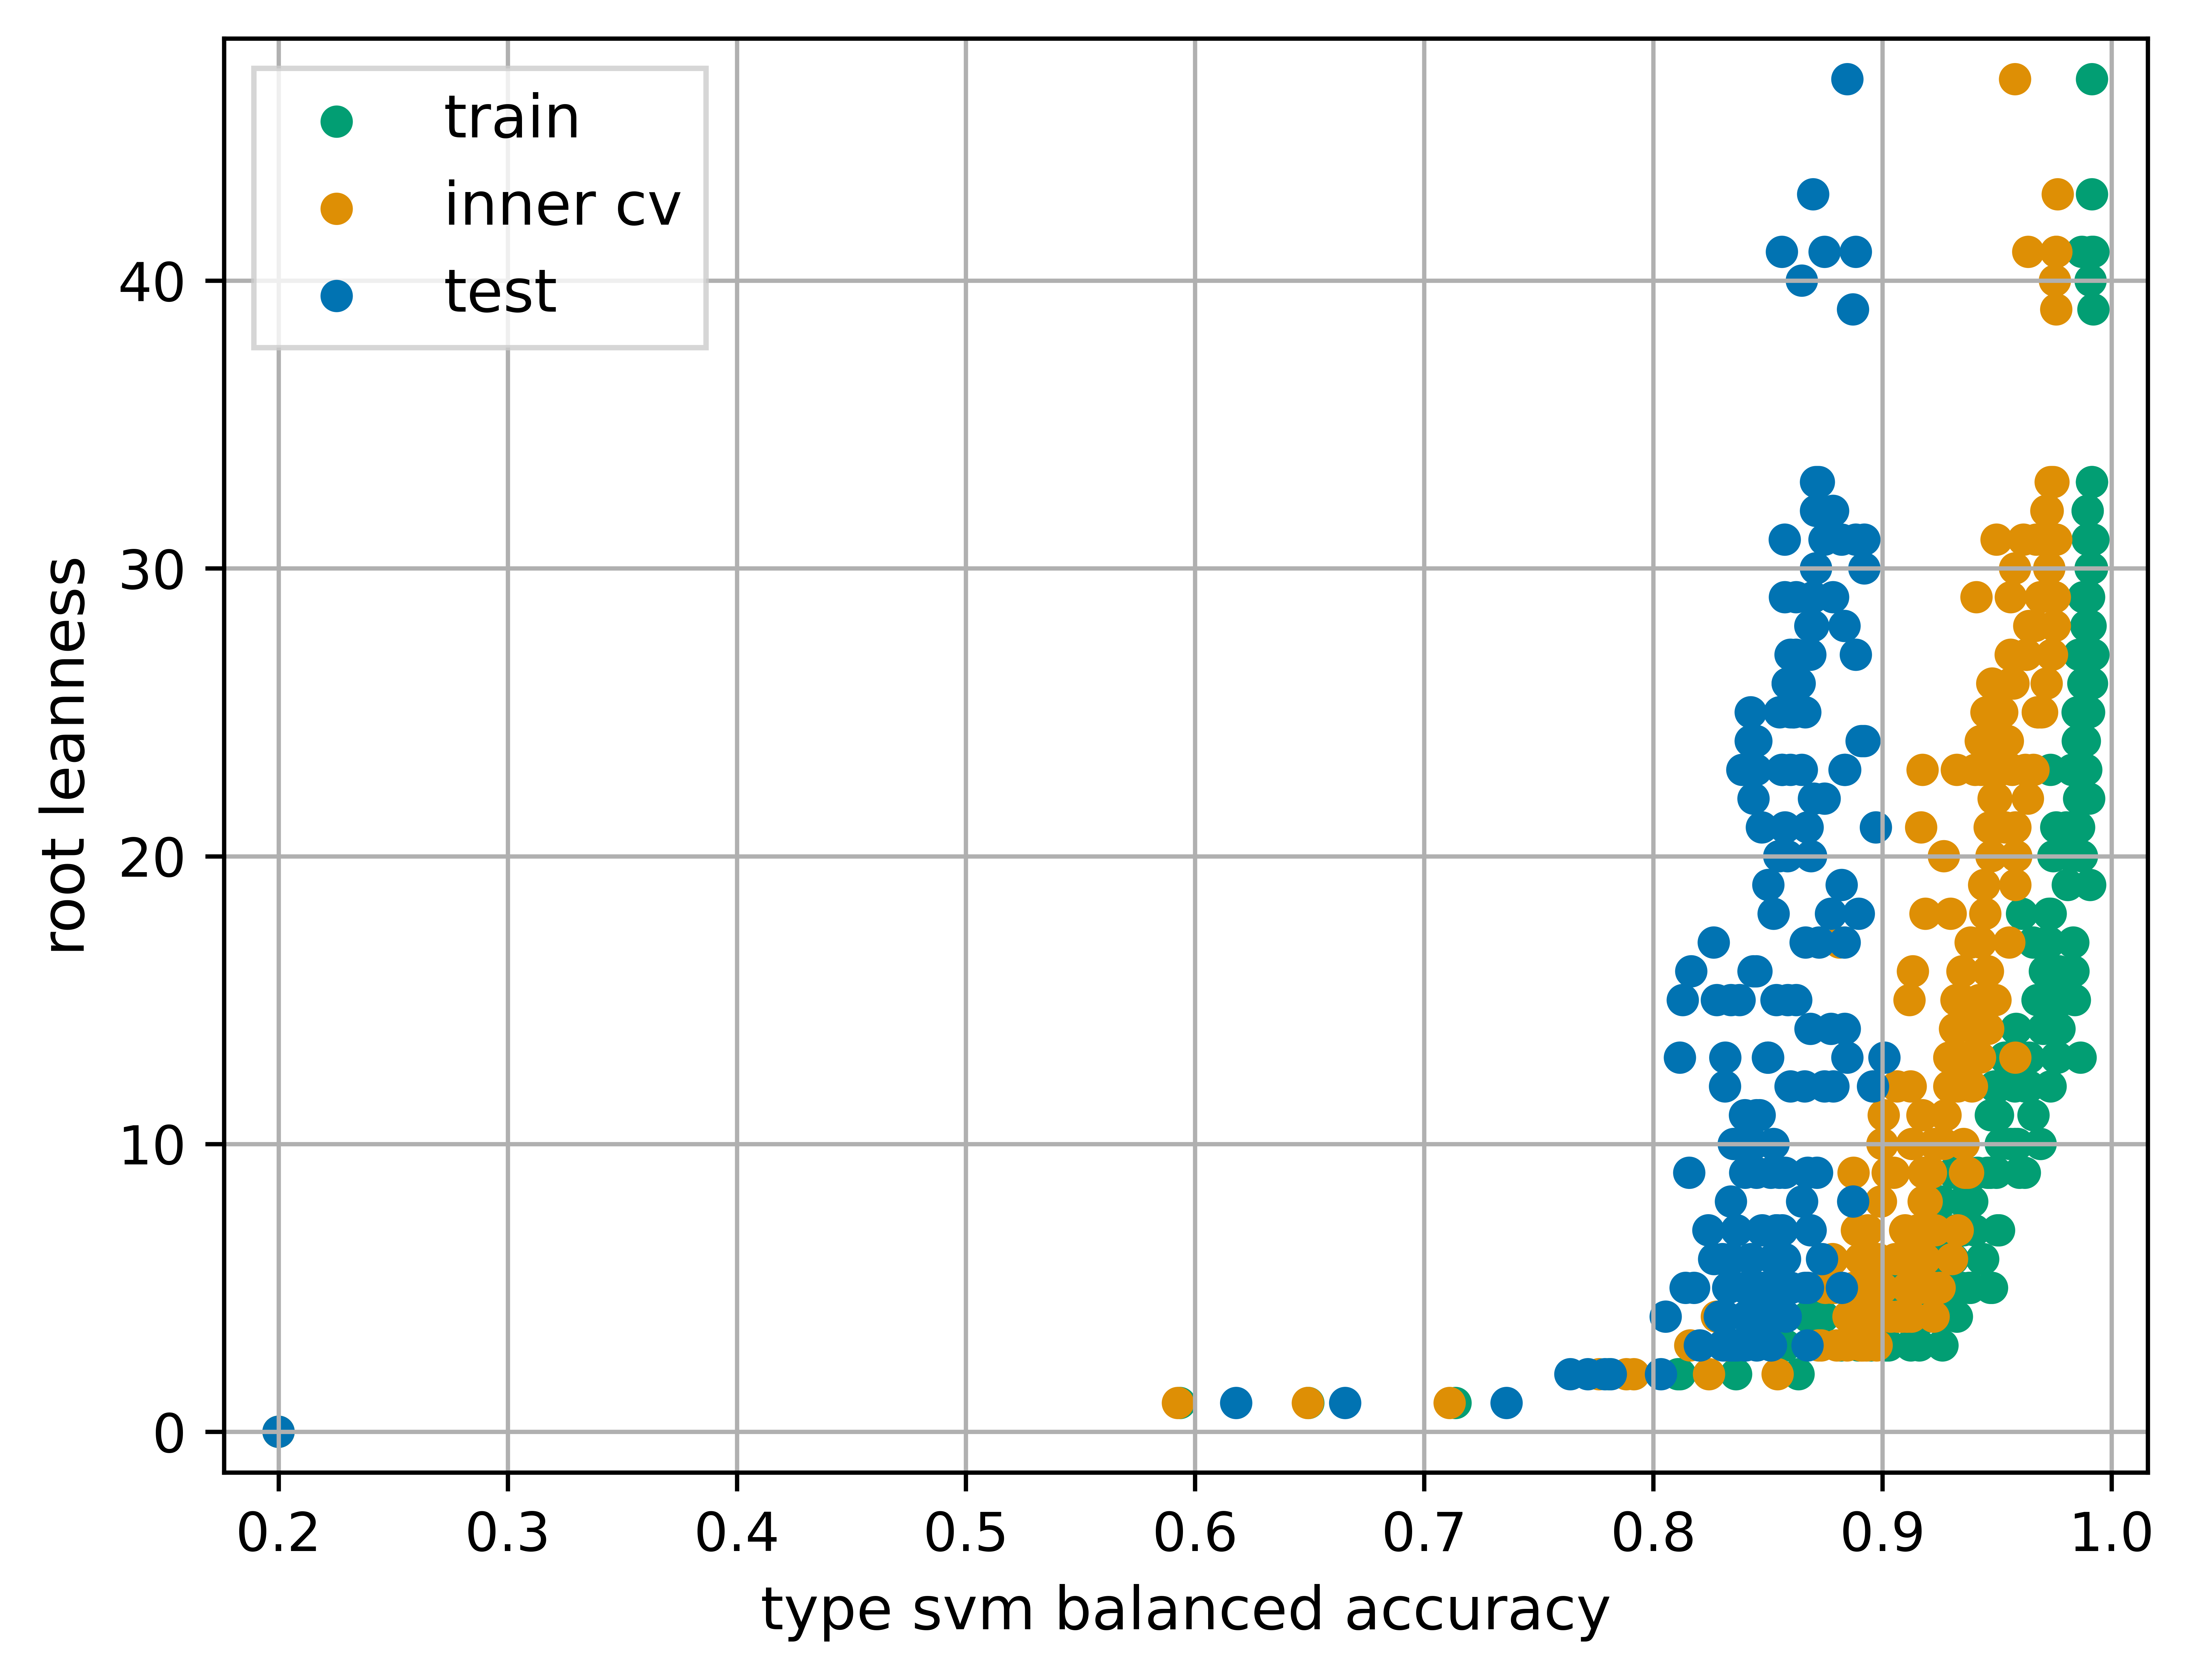 train
inner cv
test
40
30
20
10
0
root leanness
0.2 0.3 0.4 0.5 0.6 0.7 0.8 0.9 1.0
type svm balanced accuracy